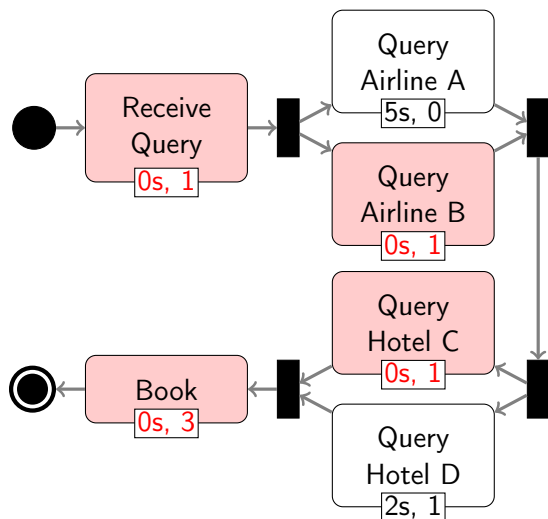 Receive
Query
0s, 1
Query
Airline A
5s, 0
Query
Airline B
0s, 1
Query
Hotel C
0s, 1
Query
Hotel D
2s, 1
Book
0s, 3